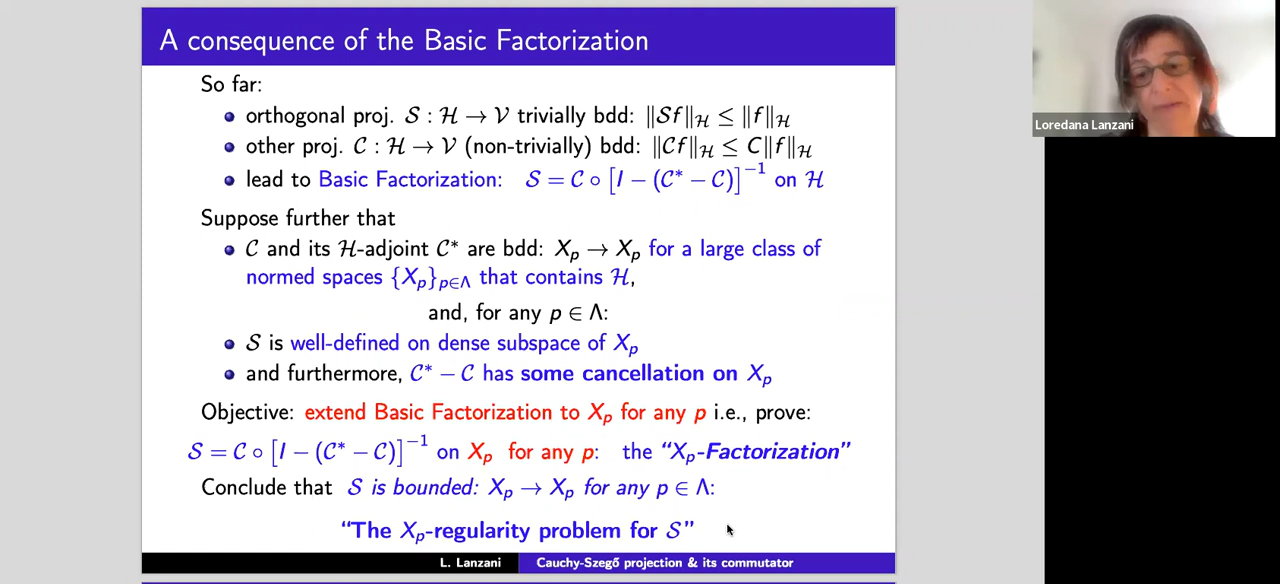 A consequence of the Basic Factorization
So far:
orthogonal proj. 𝒮 : ℋ → 𝒱 trivially bdd: ‖𝒮f‖_ℋ ≤ ‖f‖_ℋ
other proj. 𝒞 : ℋ → 𝒱 (non-trivially) bdd: ‖𝒞f‖_ℋ ≤ C‖f‖_ℋ
lead to Basic Factorization: 𝒮 = 𝒞 ∘ [I − (𝒞* − 𝒞)]⁻¹ on ℋ
Suppose further that
𝒞 and its ℋ-adjoint 𝒞* are bdd: X_p → X_p for a large class of
normed spaces {X_p}_{p∈Λ} that contains ℋ,
and, for any p ∈ Λ:
𝒮 is well-defined on dense subspace of X_p
and furthermore, 𝒞* − 𝒞 has some cancellation on X_p
Objective: extend Basic Factorization to X_p for any p i.e., prove:
𝒮 = 𝒞 ∘ [I − (𝒞* − 𝒞)]⁻¹ on X_p for any p: the “X_p-Factorization”
Conclude that 𝒮 is bounded: X_p → X_p for any p ∈ Λ:
“The X_p-regularity problem for 𝒮”
L. Lanzani Cauchy-Szegő projection & its commutator
Loredana Lanzani